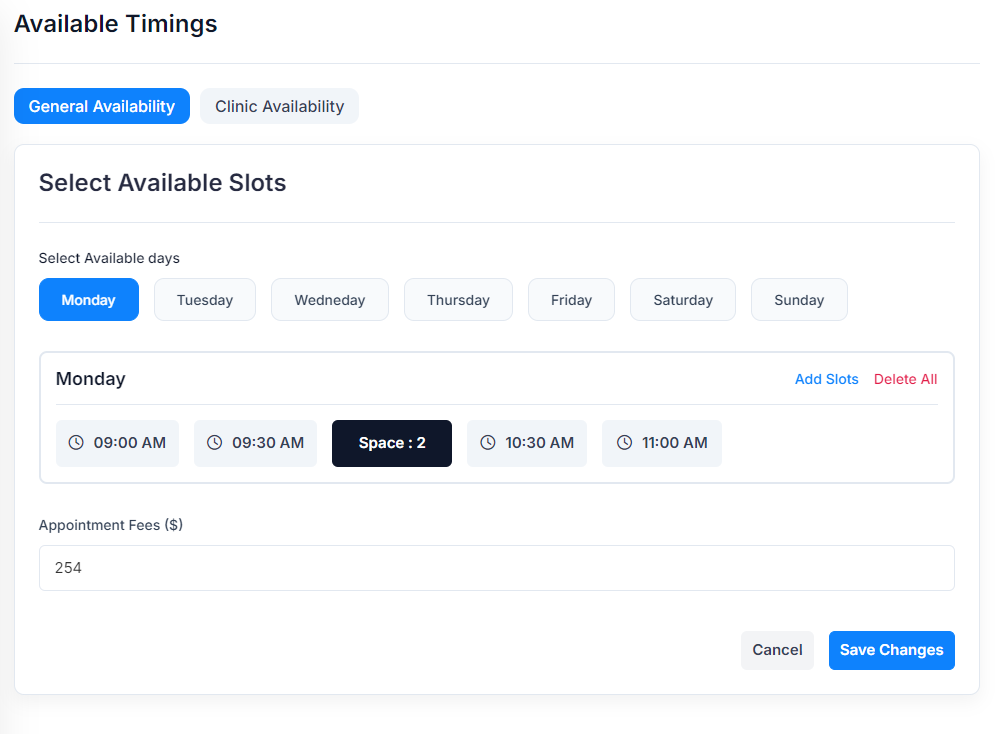 Available Timings
General Availability Clinic Availability
Select Available Slots
Select Available days
Monday Tuesday Wedneday Thursday Friday Saturday Sunday
Monday Add Slots Delete All
09:00 AM 09:30 AM Space : 2 10:30 AM 11:00 AM
Appointment Fees ($)
254
Cancel Save Changes